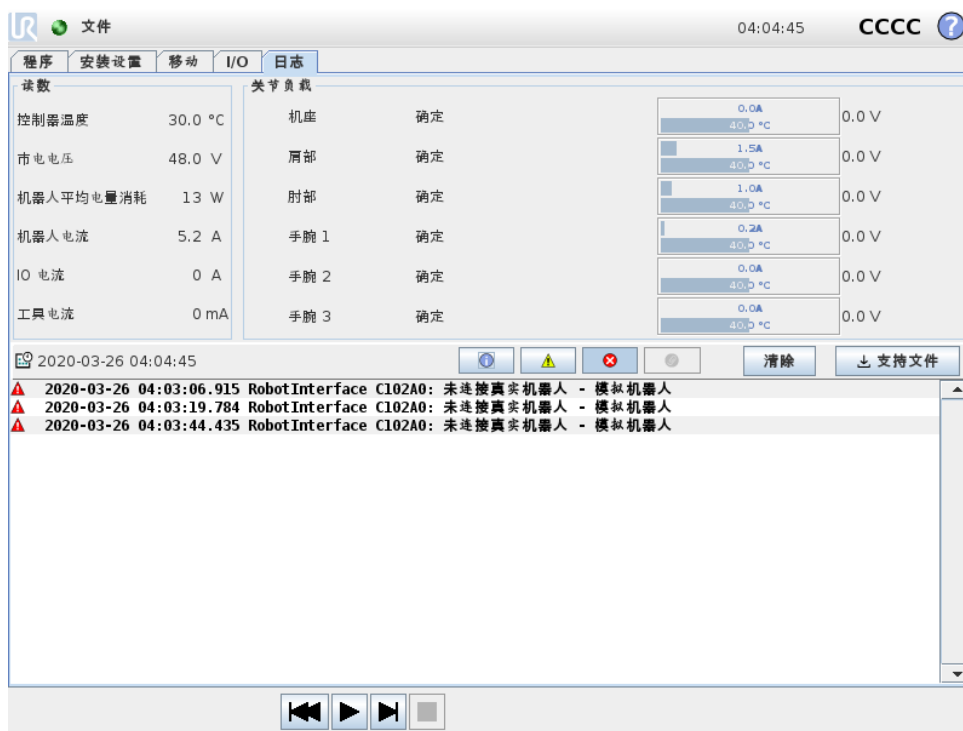 UR 文件 04:04:45 CCCC ?
程序 安装设置 移动 I/O 日志
读数 关节负载
控制器温度 30.0 °C 机座 确定 0.0A 40.0 °C 0.0 V
市电电压 48.0 V 肩部 确定 1.5A 40.0 °C 0.0 V
机器人平均电量消耗 13 W 肘部 确定 1.0A 40.0 °C 0.0 V
机器人电流 5.2 A 手腕 1 确定 0.2A 40.0 °C 0.0 V
IO 电流 0 A 手腕 2 确定 0.0A 40.0 °C 0.0 V
工具电流 0 mA 手腕 3 确定 0.0A 40.0 °C 0.0 V
2020-03-26 04:04:45 清除 支持文件
2020-03-26 04:03:06.915 RobotInterface C102A0: 未连接真实机器人 - 模拟机器人
2020-03-26 04:03:19.784 RobotInterface C102A0: 未连接真实机器人 - 模拟机器人
2020-03-26 04:03:44.435 RobotInterface C102A0: 未连接真实机器人 - 模拟机器人